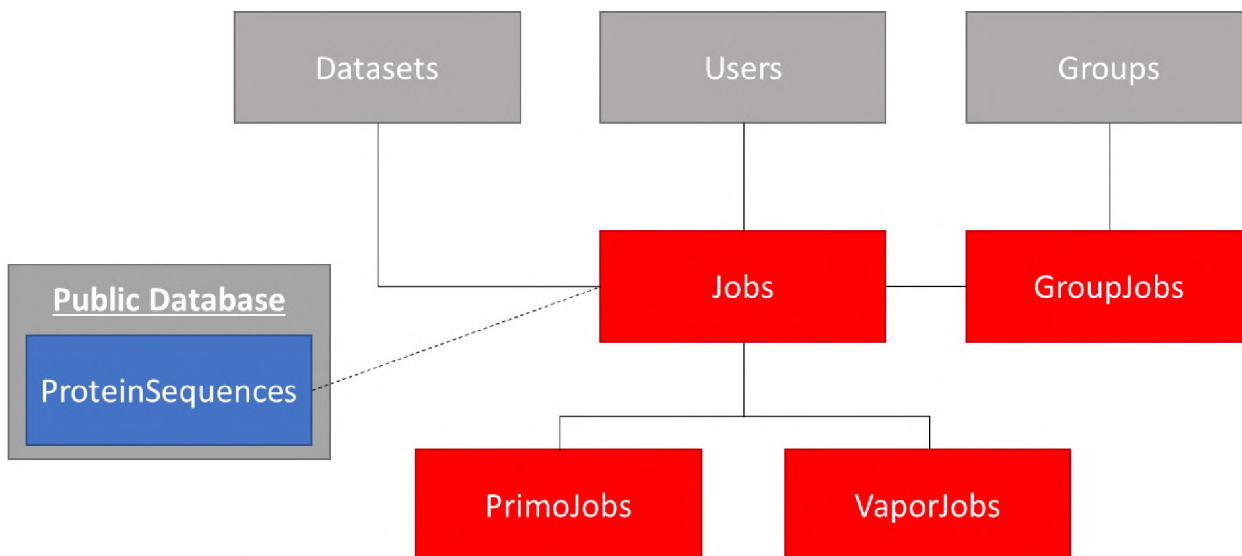 Datasets
Users
Groups
Public Database
ProteinSequences
Jobs
GroupJobs
PrimoJobs
VaporJobs